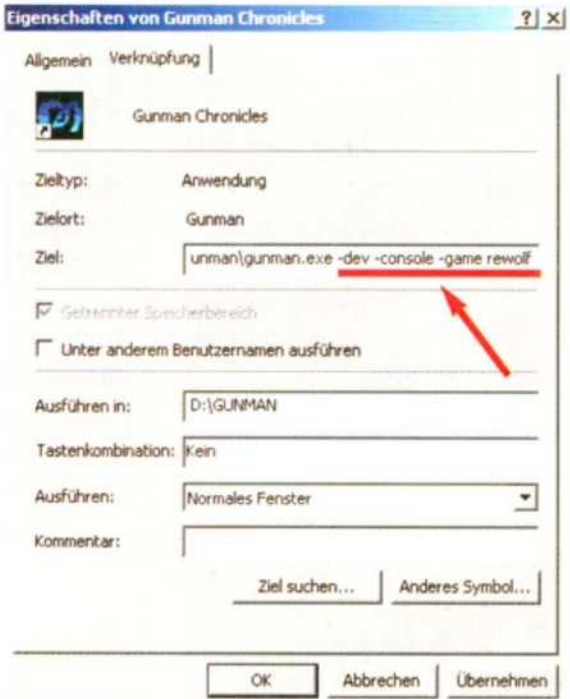 Eigenschaften von Gunman Chronicles ? ×
Allgemein Verknüpfung
Gunman Chronicles
Zieltyp: Anwendung
Zielort: Gunman
Ziel: unman\gunman.exe -dev -console -game rewolf
Getrennter Speicherbereich
Unter anderem Benutzernamen ausführen
Ausführen in: D:\GUNMAN
Tastenkombination: Kein
Ausführen: Normales Fenster
Kommentar:
Ziel suchen... Anderes Symbol...
OK Abbrechen Übernehmen